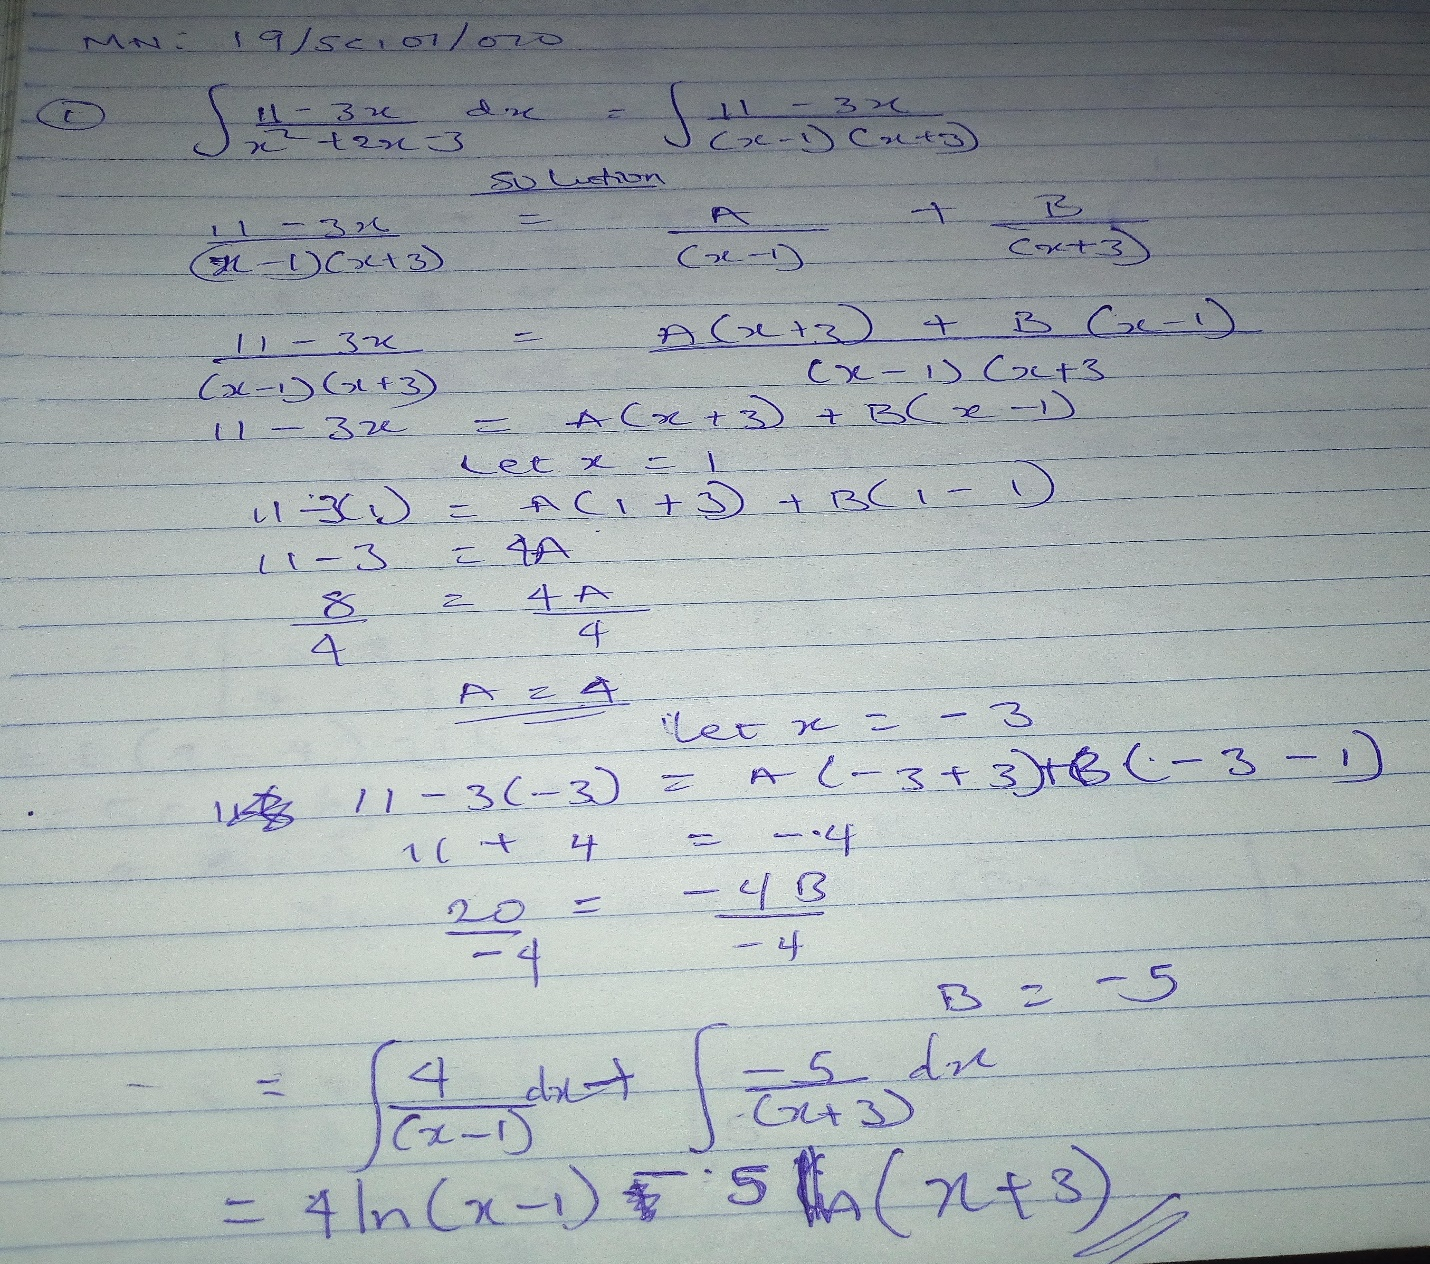 MN: 19/sci01/020
① ∫ 11 - 3x / x² + 2x - 3 dx = ∫ 11 - 3x / (x-1)(x+3)
Solution
11 - 3x / (x-1)(x+3) = A / (x-1) + B / (x+3)
11 - 3x / (x-1)(x+3) = A(x+3) + B(x-1) / (x-1)(x+3
11 - 3x = A(x+3) + B(x-1)
Let x = 1
11-3(1) = A(1+3) + B(1-1)
11-3 = 4A
8/4 = 4A/4
A = 4
Let x = -3
11 - 3(-3) = A(-3+3)+B(-3-1)
11 + 4 = -4
20/-4 = -4B/-4
B = -5
= ∫ 4/(x-1) dx + ∫ -5/(x+3) dx
= 4 ln(x-1) - 5 ln(x+3)